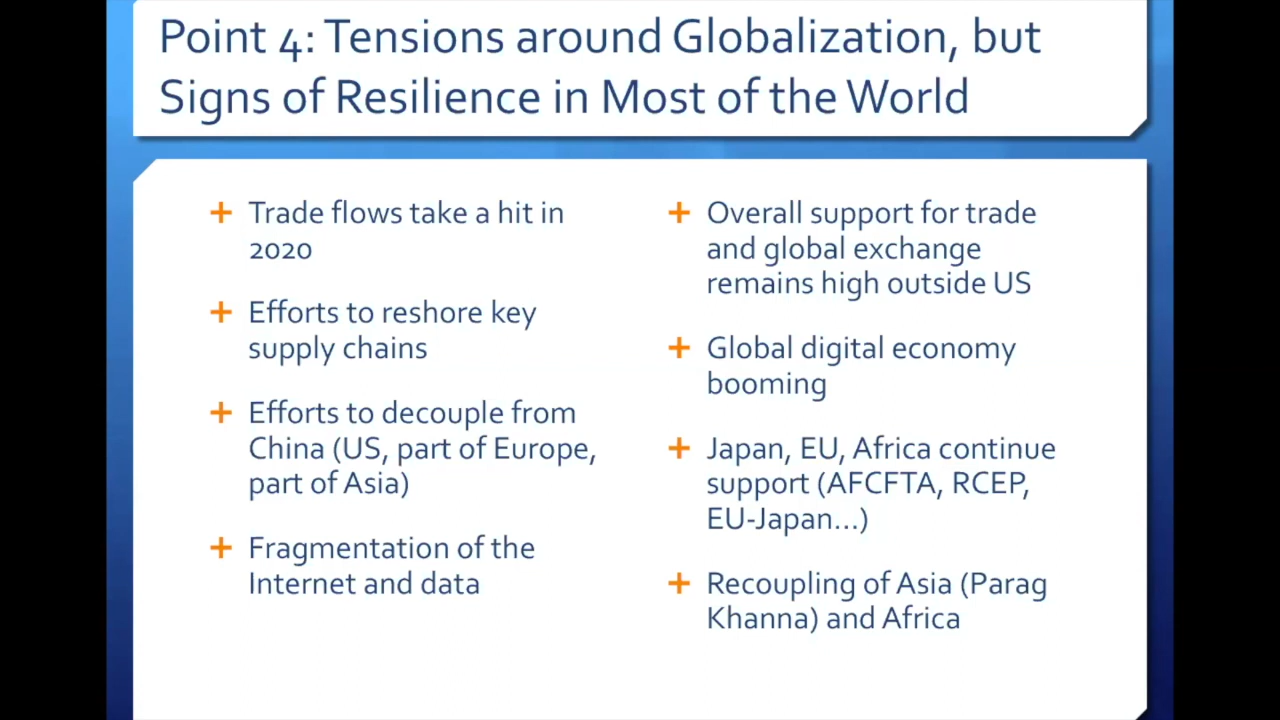 Point 4: Tensions around Globalization, but
Signs of Resilience in Most of the World
+ Trade flows take a hit in
2020
+ Efforts to reshore key
supply chains
+ Efforts to decouple from
China (US, part of Europe,
part of Asia)
+ Fragmentation of the
Internet and data
+ Overall support for trade
and global exchange
remains high outside US
+ Global digital economy
booming
+ Japan, EU, Africa continue
support (AFCFTA, RCEP,
EU-Japan...)
+ Recoupling of Asia (Parag
Khanna) and Africa